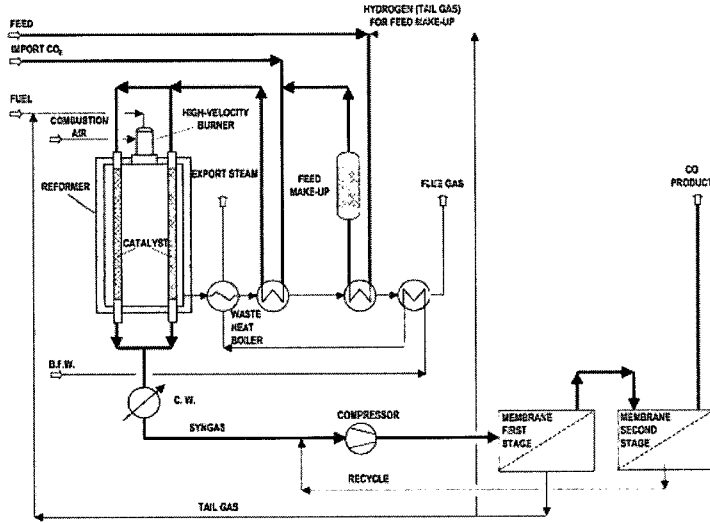 FEED
HYDROGEN (TAIL GAS)
FOR FEED MAKE-UP
IMPORT CO₂
FUEL
COMBUSTION
AIR
HIGH-VELOCITY
BURNER
REFORMER
EXPORT STEAM
FEED
MAKE-UP
FLUE GAS
CO
PRODUCT
CATALYST
WASTE
HEAT
BOILER
B.F.W.
C. W.
COMPRESSOR
SYNGAS
MEMBRANE
FIRST
STAGE
MEMBRANE
SECOND
STAGE
RECYCLE
TAIL GAS